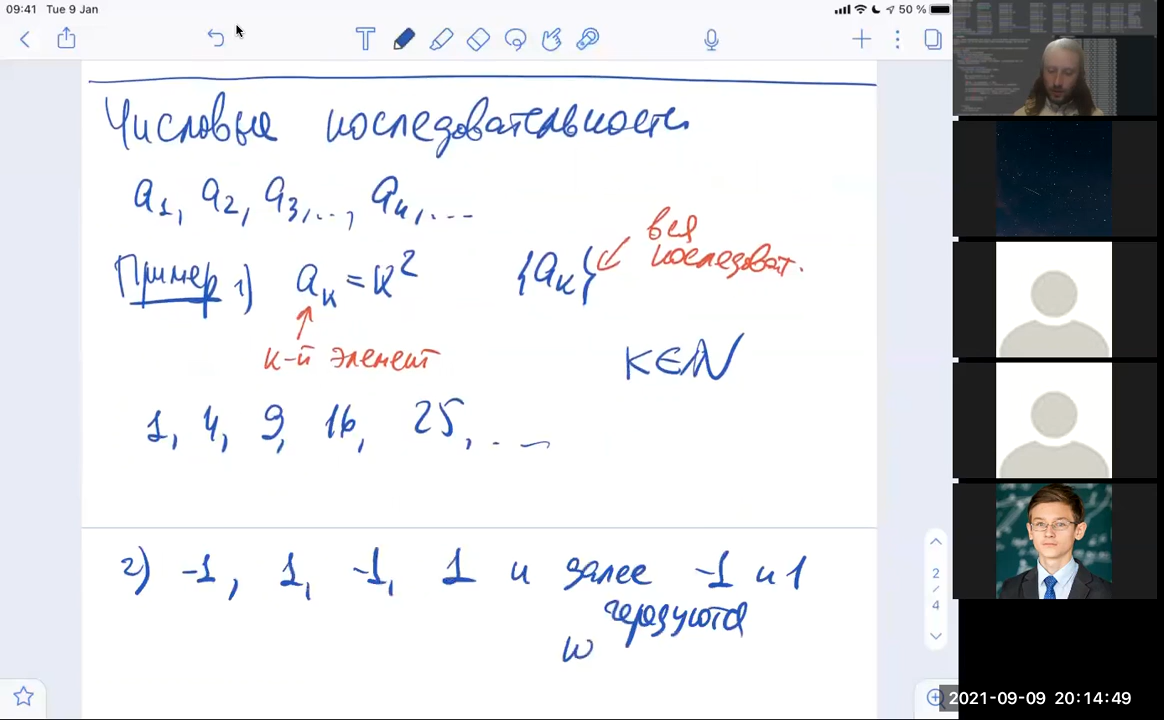 09:41 Tue 9 Jan
50 %
Числовые последовательности
a₁, a₂, a₃, ..., aₙ, ...
Пример 1) aₖ = k² {aₖ} вся последоват.
к-й элемент
k∈N
1, 4, 9, 16, 25, ...
2) -1, 1, -1, 1 и далее -1 и 1
чередуются
2
/
4
2021-09-09 20:14:49